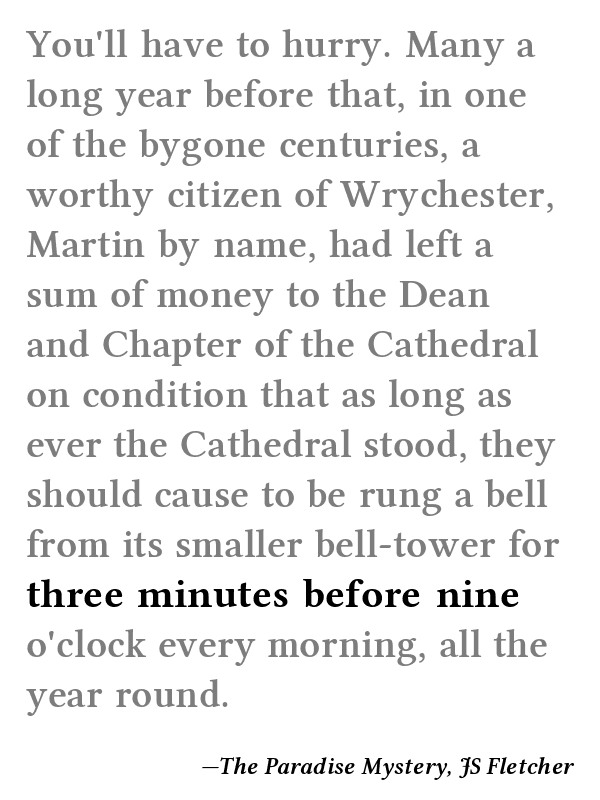 You'll have to hurry. Many a
long year before that, in one
of the bygone centuries, a
worthy citizen of Wrychester,
Martin by name, had left a
sum of money to the Dean
and Chapter of the Cathedral
on condition that as long as
ever the Cathedral stood, they
should cause to be rung a bell
from its smaller bell-tower for
three minutes before nine
o'clock every morning, all the
year round.
—The Paradise Mystery, JS Fletcher